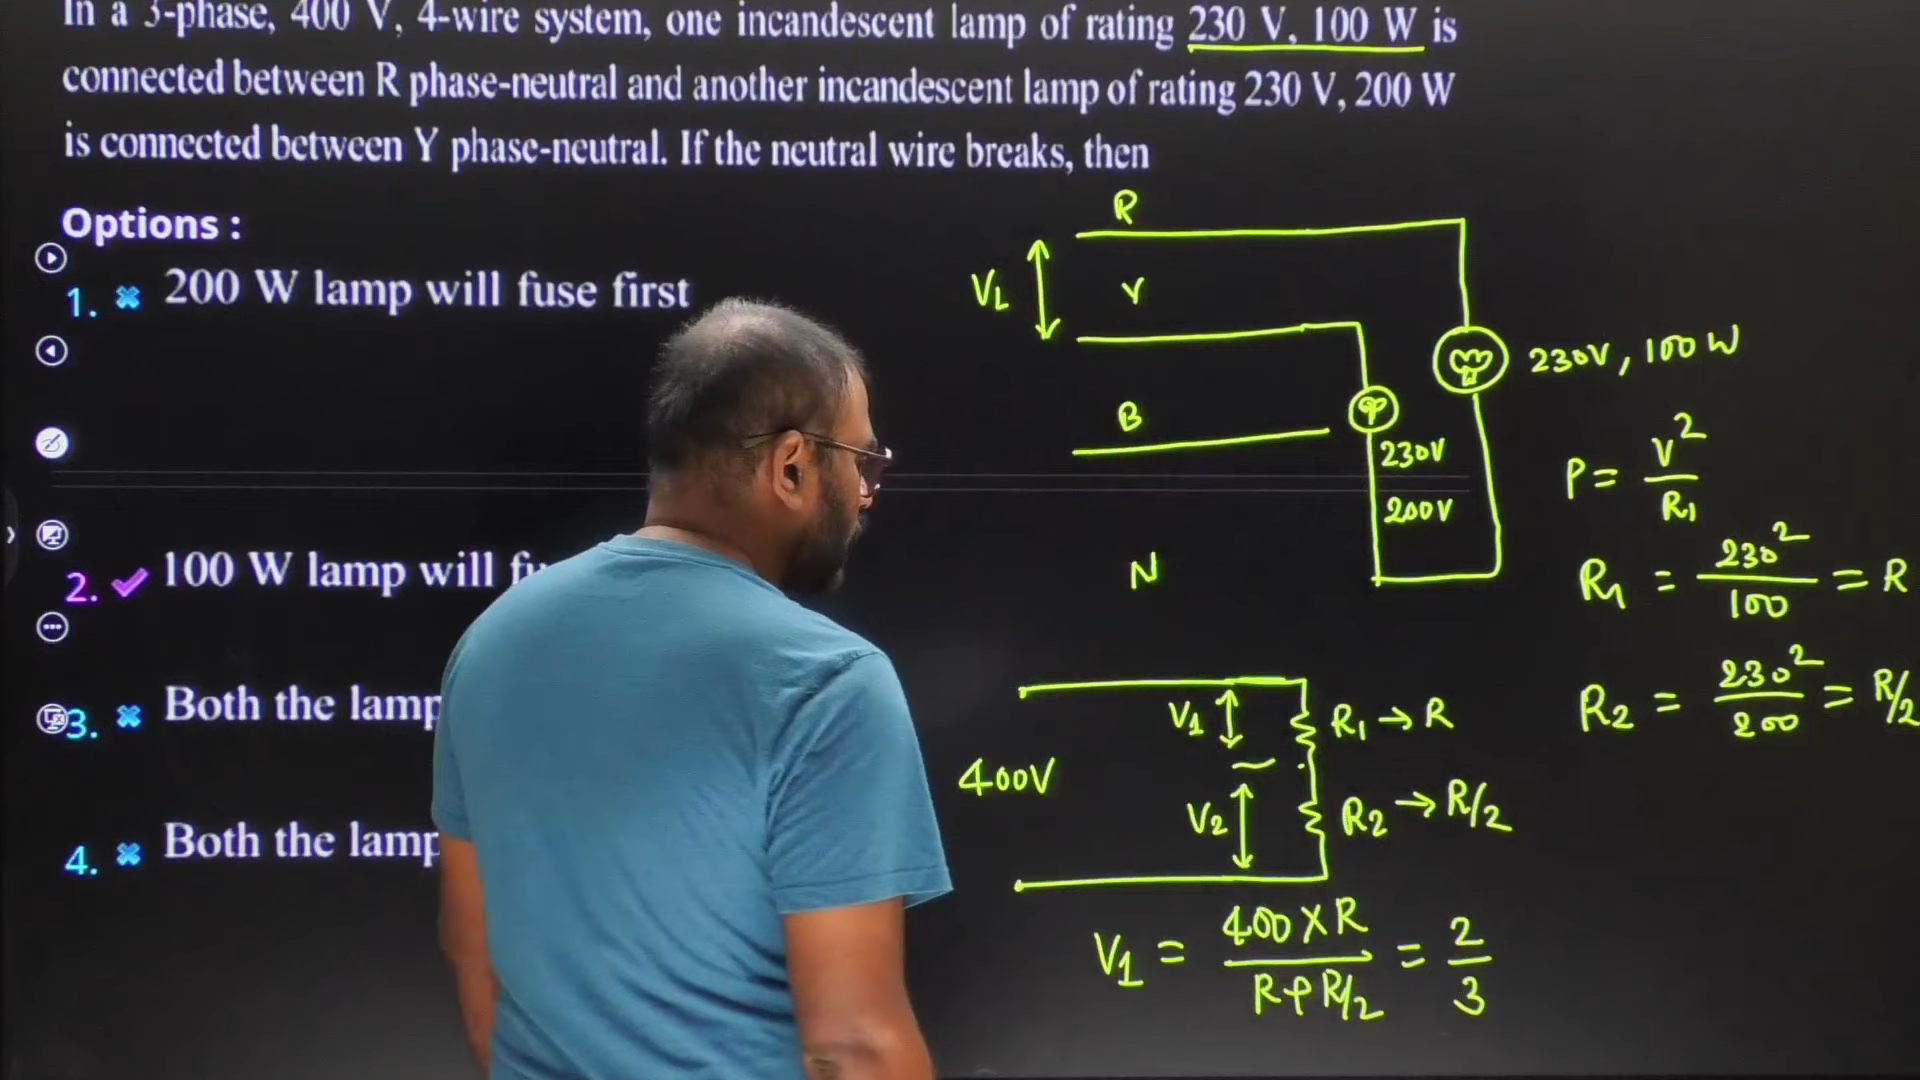 In a 3-phase, 400 V, 4-wire system, one incandescent lamp of rating 230 V, 100 W is
connected between R phase-neutral and another incandescent lamp of rating 230 V, 200 W
is connected between Y phase-neutral. If the neutral wire breaks, then
Options :
1. 200 W lamp will fuse first
2. 100 W lamp will fu
3. Both the lamp
4. Both the lamp
R
VL
Y
B
N
230V, 100 W
230V
200V
P = V²/R1
R1 = 230²/100 = R
R2 = 230²/200 = R/2
400V
V1
R1 → R
V2
R2 → R/2
V1 = 400 X R / R + R/2 = 2/3